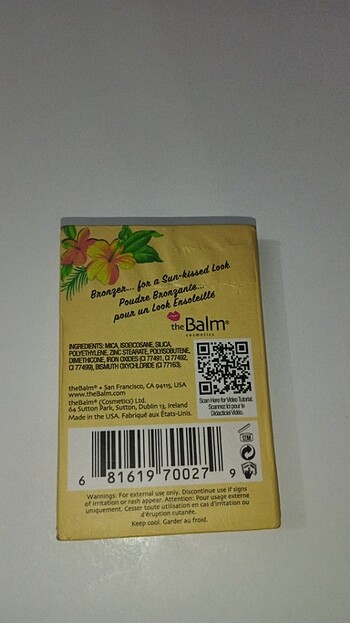 Bronzer... for a Sun-kissed Look
Poudre Bronzante...
pour un Look Ensoleillé
theBalm®
cosmetics
INGREDIENTS: MICA, ISOEICOSANE, SILICA,
POLYETHYLENE, ZINC STEARATE, POLYISOBUTENE,
DIMETHICONE, IRON OXIDES (CI 77491, CI 77492,
CI 77499), BISMUTH OXYCHLORIDE (CI 77163).
Scan Here for Video Tutorial.
Scannez Ici pour le
Didacticiel Vidéo.
theBalm® • San Francisco, CA 94115, USA
www.theBalm.com
theBalm® (Cosmetics) Ltd.
64 Sutton Park, Sutton, Dublin 13, Ireland
Made in the USA. Fabriqué aux États-Unis.
12M
6 81619 70027 9
Warnings: For external use only. Discontinue use if signs
of irritation or rash appear. Attention: Pour usage externe
uniquement. Cesser toute utilisation en cas d'irritation ou
d'éruption cutanée.
Keep cool. Garder au froid.